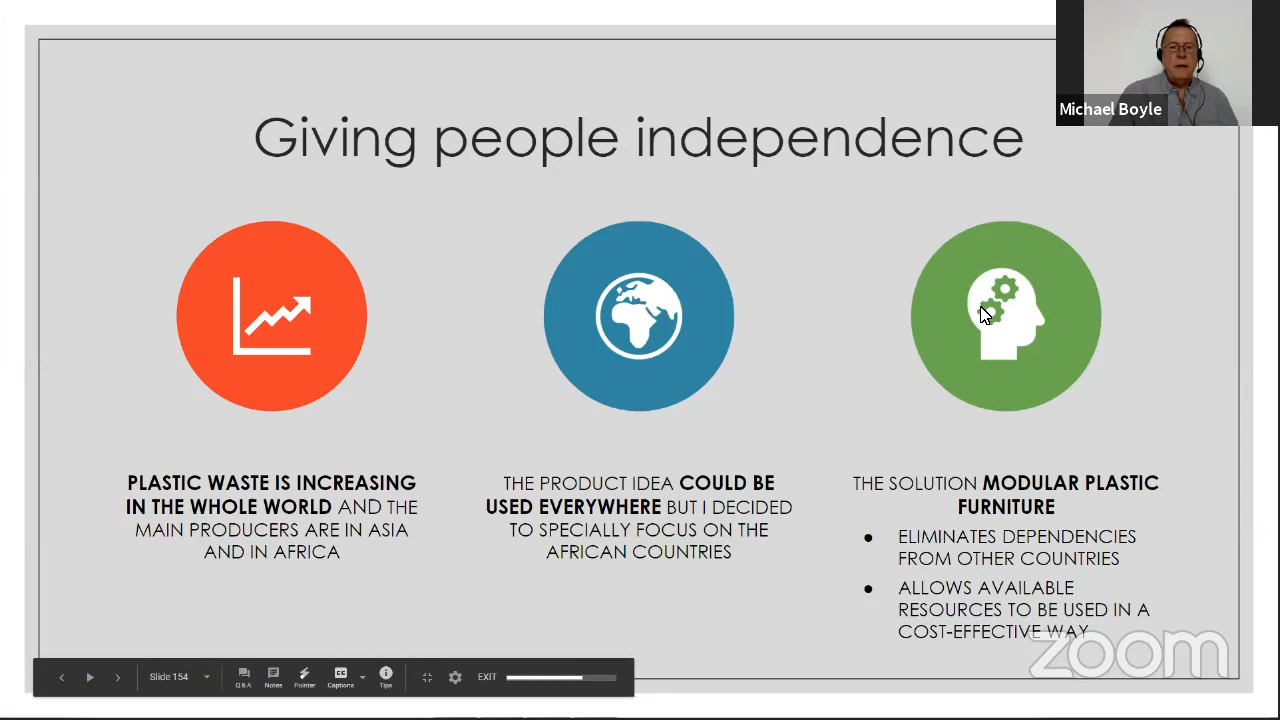 Michael Boyle
Giving people independence
PLASTIC WASTE IS INCREASING
IN THE WHOLE WORLD AND THE
MAIN PRODUCERS ARE IN ASIA
AND IN AFRICA
THE PRODUCT IDEA COULD BE
USED EVERYWHERE BUT I DECIDED
TO SPECIALLY FOCUS ON THE
AFRICAN COUNTRIES
THE SOLUTION MODULAR PLASTIC
FURNITURE
● ELIMINATES DEPENDENCIES
FROM OTHER COUNTRIES
● ALLOWS AVAILABLE
RESOURCES TO BE USED IN A
COST-EFFECTIVE WAY
zoom
Slide 154
Q&A
Notes
Pointer
CC
Captions
Tips
EXIT